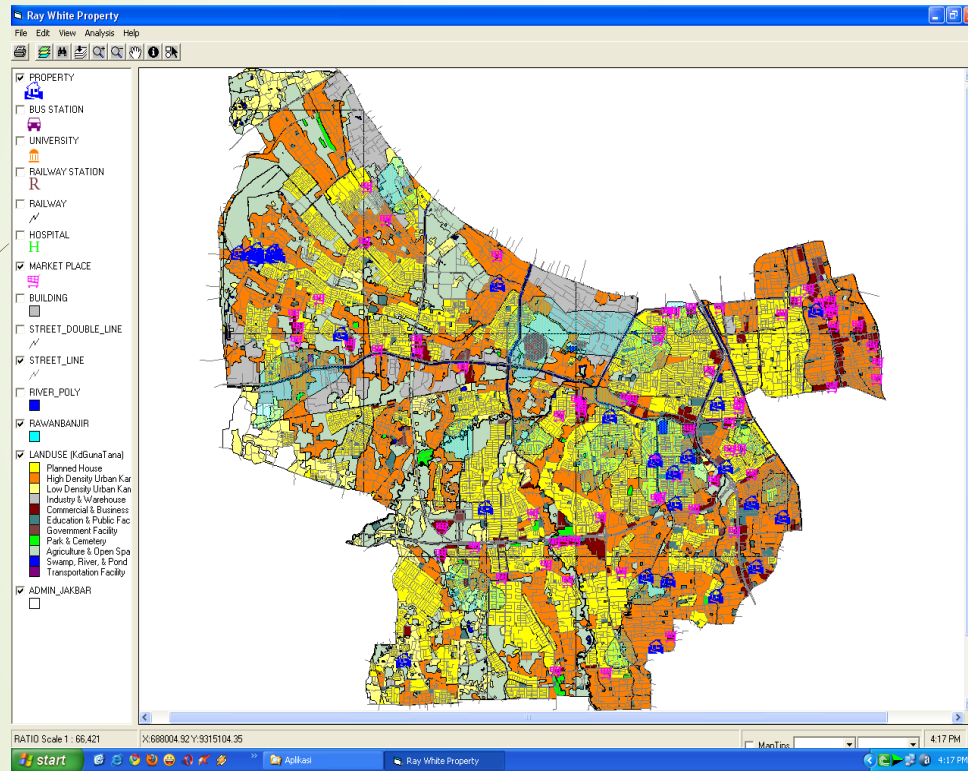 Ray White Property
File Edit View Analysis Help
PROPERTY
BUS STATION
UNIVERSITY
RAILWAY STATION
R
RAILWAY
HOSPITAL
H
MARKET PLACE
BUILDING
STREET_DOUBLE_LINE
STREET_LINE
RIVER_POLY
RAWANBANJIR
LANDUSE (KdGunaTana)
Planned House
High Density Urban Kar
Low Density Urban Kan
Industry & Warehouse
Commercial & Business
Education & Public Fac
Government Facility
Park & Cemetery
Agriculture & Open Spa
Swamp, River, & Pond
Transportation Facility
ADMIN_JAKBAR
RATIO Scale 1 : 66,421
X:688004.92 Y:9315104.35
MapTips
4:17 PM
start
Aplikasi
Ray White Property
4:17 PM